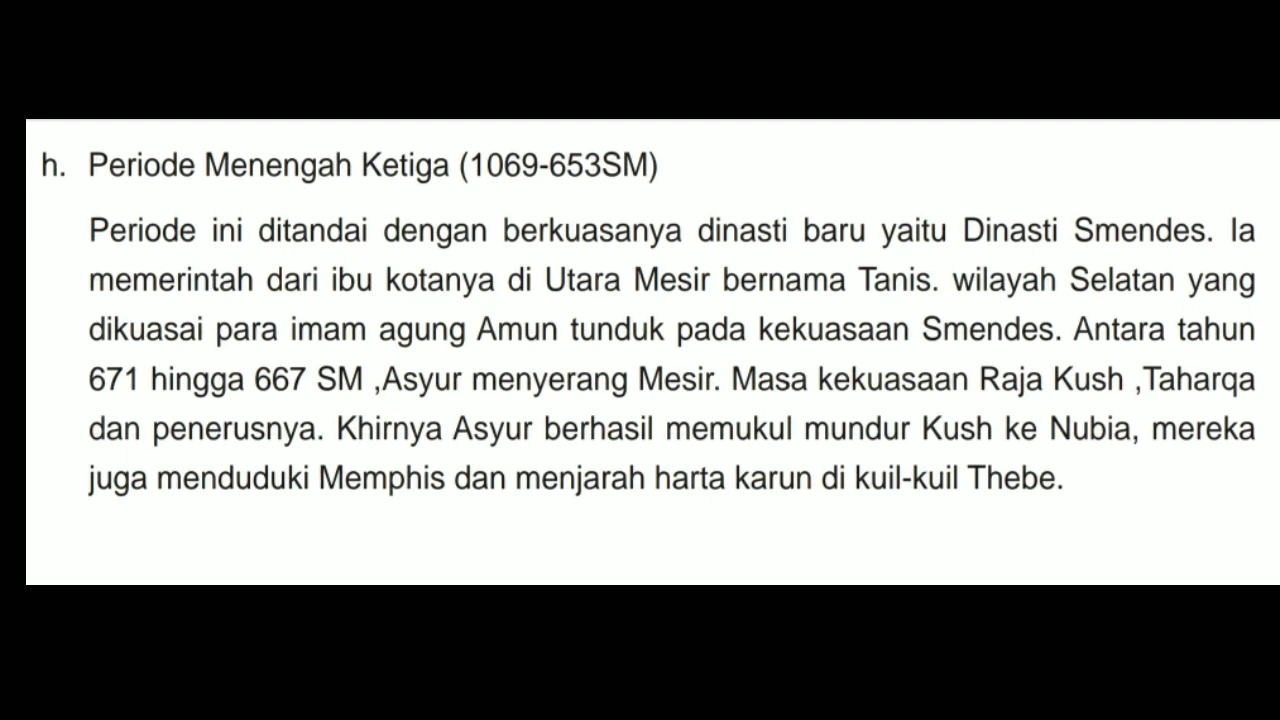 h. Periode Menengah Ketiga (1069-653SM)
Periode ini ditandai dengan berkuasanya dinasti baru yaitu Dinasti Smendes. Ia
memerintah dari ibu kotanya di Utara Mesir bernama Tanis. wilayah Selatan yang
dikuasai para imam agung Amun tunduk pada kekuasaan Smendes. Antara tahun
671 hingga 667 SM ,Asyur menyerang Mesir. Masa kekuasaan Raja Kush ,Taharqa
dan penerusnya. Khirnya Asyur berhasil memukul mundur Kush ke Nubia, mereka
juga menduduki Memphis dan menjarah harta karun di kuil-kuil Thebe.